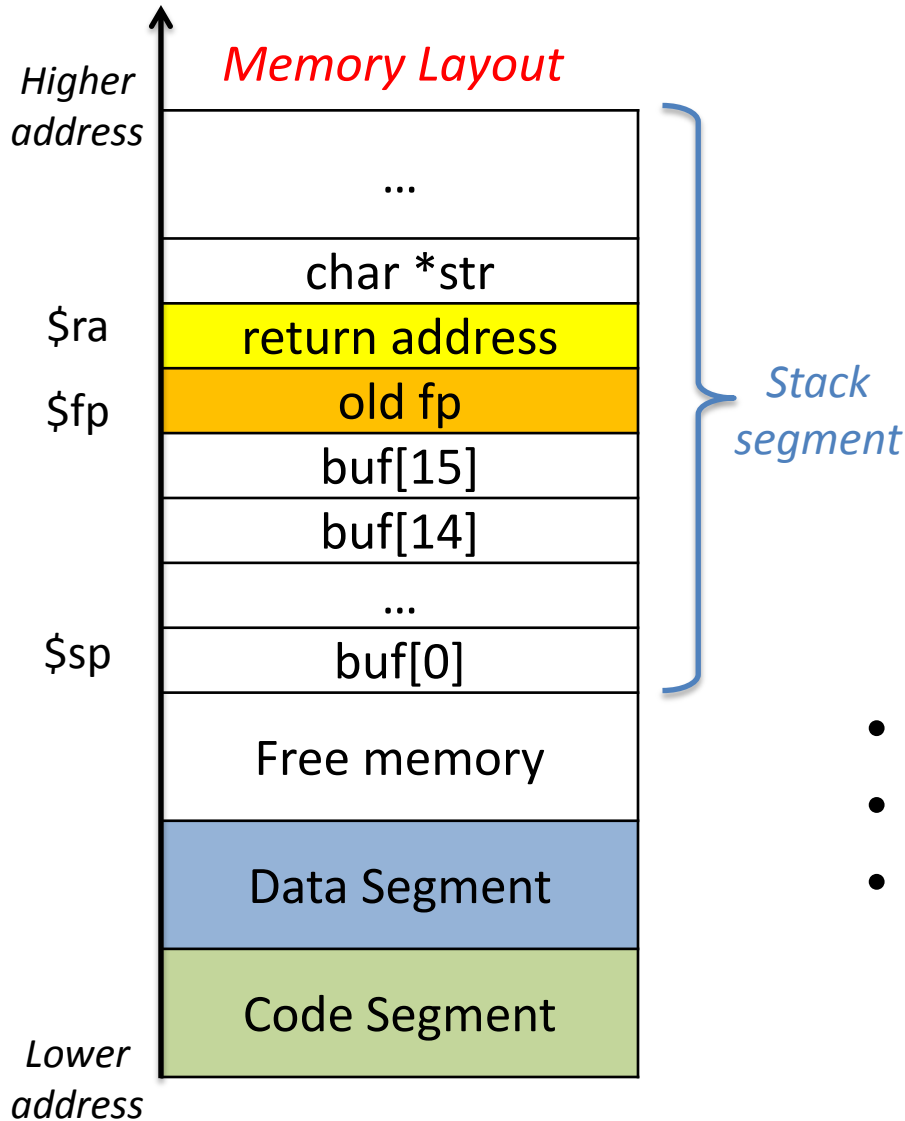 Memory Layout
Higher
address
…
char *str
$ra
return address
$fp
old fp
Stack
segment
buf[15]
buf[14]
…
$sp
buf[0]
Free memory
•
•
•
Data Segment
Code Segment
Lower
address